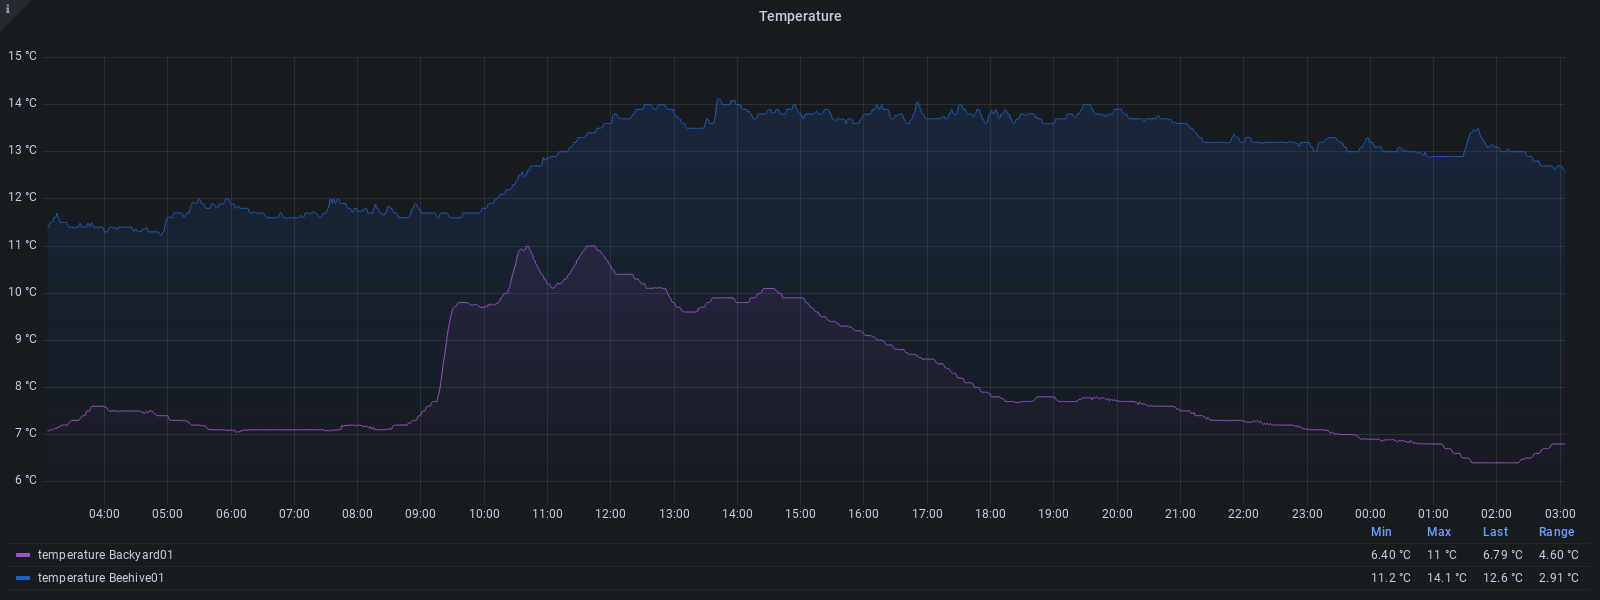 i
Temperature
15 °C
14 °C
13 °C
12 °C
11 °C
10 °C
9 °C
8 °C
7 °C
6 °C
04:00 05:00 06:00 07:00 08:00 09:00 10:00 11:00 12:00 13:00 14:00 15:00 16:00 17:00 18:00 19:00 20:00 21:00 22:00 23:00 00:00 01:00 02:00 03:00
Min Max Last Range
temperature Backyard01 6.40 °C 11 °C 6.79 °C 4.60 °C
temperature Beehive01 11.2 °C 14.1 °C 12.6 °C 2.91 °C